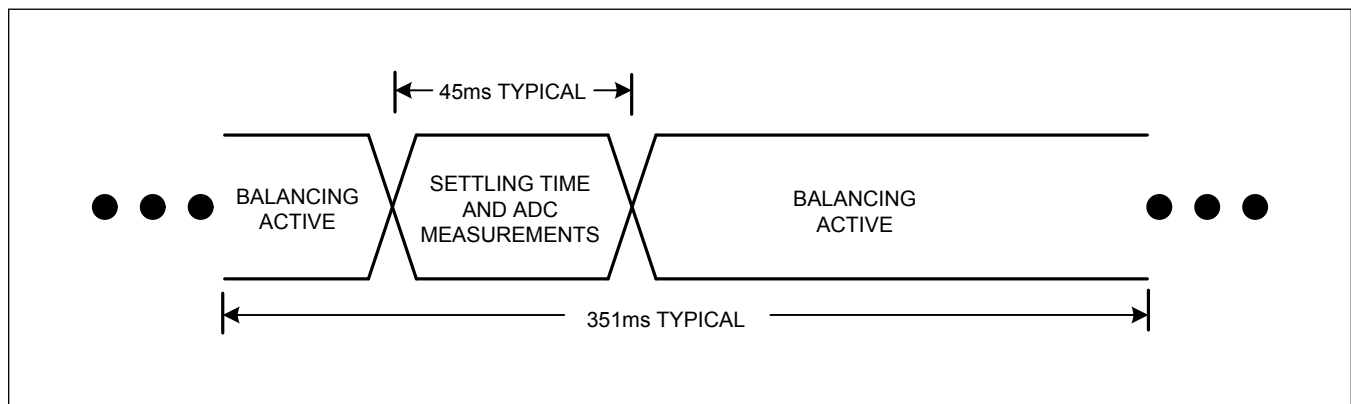 45ms TYPICAL
BALANCING
ACTIVE
SETTLING TIME
AND ADC
MEASUREMENTS
BALANCING
ACTIVE
351ms TYPICAL